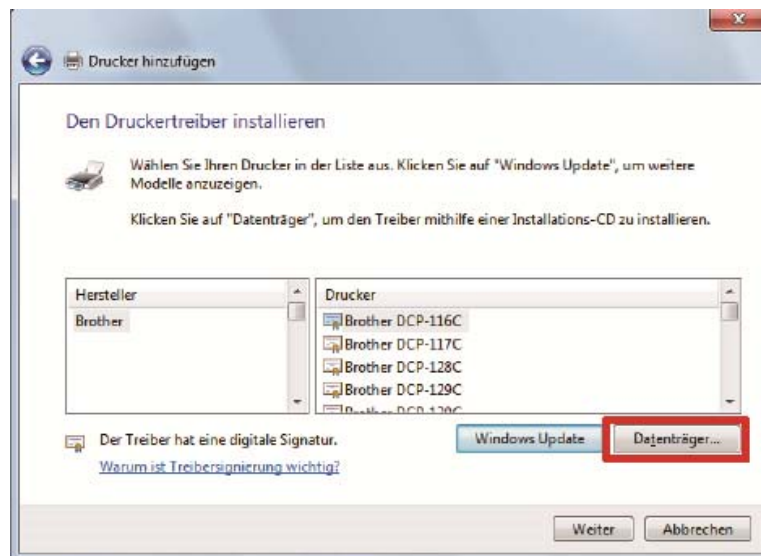 Drucker hinzufügen
Den Druckertreiber installieren
Wählen Sie Ihren Drucker in der Liste aus. Klicken Sie auf "Windows Update", um weitere
Modelle anzuzeigen.
Klicken Sie auf "Datenträger", um den Treiber mithilfe einer Installations-CD zu installieren.
Hersteller
Brother
Drucker
Brother DCP-116C
Brother DCP-117C
Brother DCP-128C
Brother DCP-129C
Der Treiber hat eine digitale Signatur.
Warum ist Treibersignierung wichtig?
Windows Update
Datenträger...
Weiter
Abbrechen